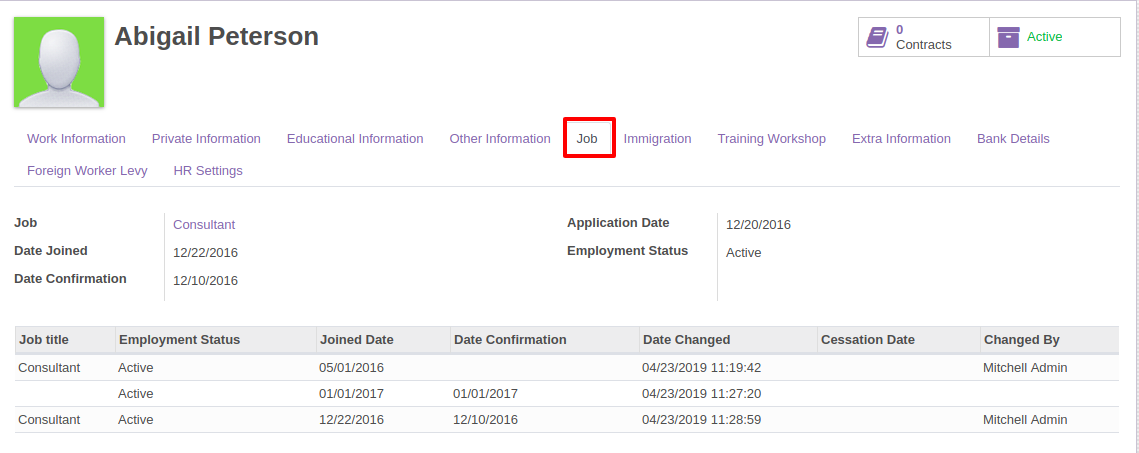 Abigail Peterson
0
Contracts
Active
Work Information Private Information Educational Information Other Information Job Immigration Training Workshop Extra Information Bank Details
Foreign Worker Levy HR Settings
Job Consultant Application Date 12/20/2016
Date Joined 12/22/2016 Employment Status Active
Date Confirmation 12/10/2016
Job title Employment Status Joined Date Date Confirmation Date Changed Cessation Date Changed By
Consultant Active 05/01/2016 04/23/2019 11:19:42 Mitchell Admin
Active 01/01/2017 01/01/2017 04/23/2019 11:27:20
Consultant Active 12/22/2016 12/10/2016 04/23/2019 11:28:59 Mitchell Admin